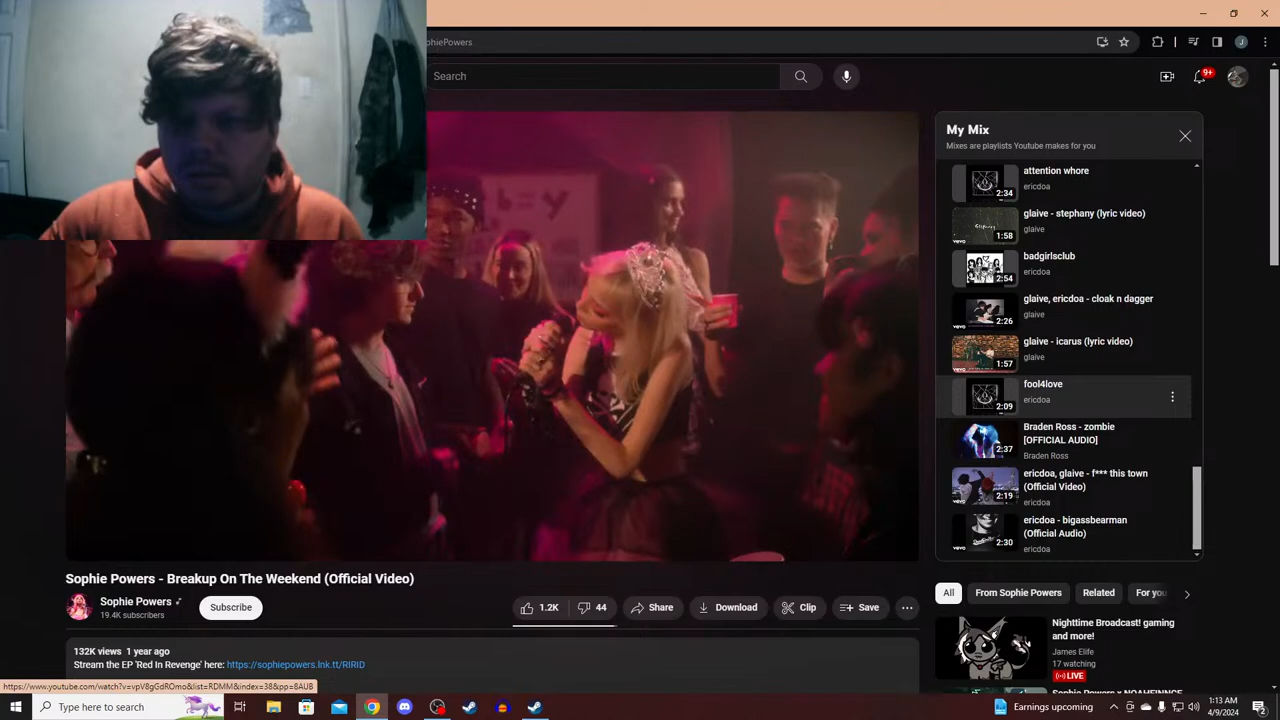 ophiePowers
J
Search
9+
My Mix
Mixes are playlists Youtube makes for you
attention whore
ericdoa
2:34
glaive - stephany (lyric video)
glaive
1:58
badgirlsclub
ericdoa
2:54
glaive, ericdoa - cloak n dagger
glaive
2:26
glaive - icarus (lyric video)
glaive
1:57
fool4love
ericdoa
2:09
Braden Ross - zombie
[OFFICIAL AUDIO]
Braden Ross
2:37
ericdoa, glaive - f*** this town
(Official Video)
ericdoa
2:19
ericdoa - bigassbearman
(Official Audio)
ericdoa
2:30
Sophie Powers - Breakup On The Weekend (Official Video)
Sophie Powers
19.4K subscribers
Subscribe
1.2K
44
Share
Download
Clip
Save
132K views 1 year ago
Stream the EP 'Red In Revenge' here: https://sophiepowers.lnk.tt/RIRID
All
From Sophie Powers
Related
For you
Nighttime Broadcast! gaming
and more!
James Elife
17 watching
LIVE
Sophie Powers x NOAHFINNCE
https://www.youtube.com/watch?v=vpV8gGdROmo&list=RDMM&index=38&pp=8AUB
Type here to search
Earnings upcoming
1:13 AM
4/9/2024
2